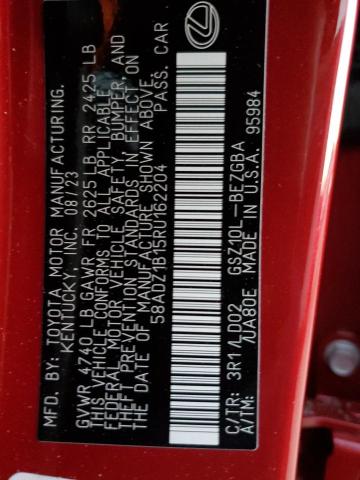 MFD. BY: TOYOTA MOTOR MANUFACTURING,
KENTUCKY, INC. 08/23
GVWR 4740 LB GAWR FR 2625 LB RR 2425 LB
THIS VEHICLE CONFORMS TO ALL APPLICABLE
FEDERAL MOTOR VEHICLE SAFETY, BUMPER, AND
THEFT PREVENTION STANDARDS IN EFFECT ON
THE DATE OF MANUFACTURE SHOWN ABOVE.
58ADZ1B15RU162204 PASS. CAR
C/TR: 3R1 /LD02 GSZ10L-BEZGBA
7UA80E MADE IN U.S.A. 95984